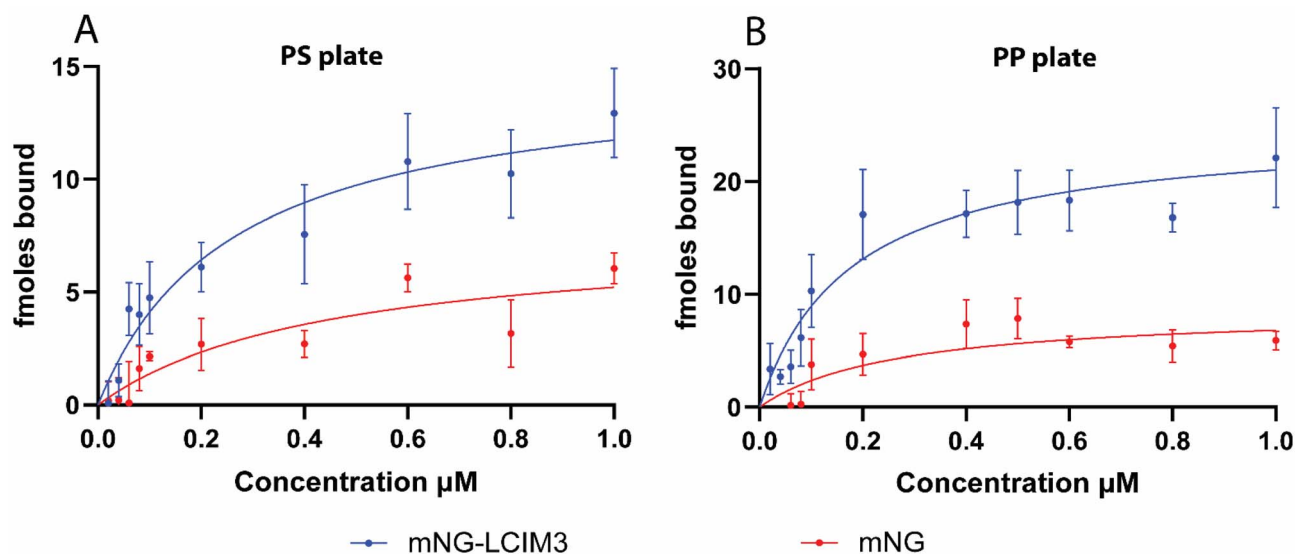 A
PS plate
15
10
5
0
0.0 0.2 0.4 0.6 0.8 1.0
fmoles bound
Concentration µM
B
PP plate
30
20
10
0
0.0 0.2 0.4 0.6 0.8 1.0
fmoles bound
Concentration µM
mNG-LCIM3
mNG